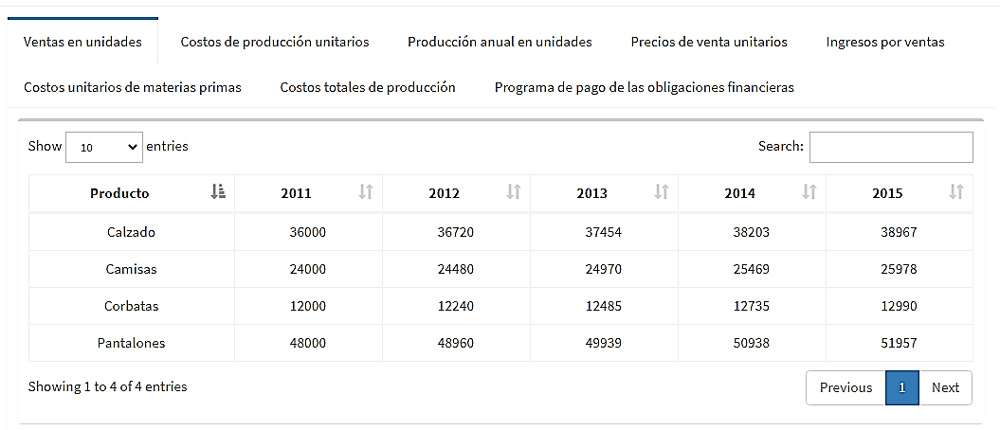 Ventas en unidades Costos de producción unitarios Producción anual en unidades Precios de venta unitarios Ingresos por ventas
Costos unitarios de materias primas Costos totales de producción Programa de pago de las obligaciones financieras
Show 10 entries Search:
Producto 2011 2012 2013 2014 2015
Calzado 36000 36720 37454 38203 38967
Camisas 24000 24480 24970 25469 25978
Corbatas 12000 12240 12485 12735 12990
Pantalones 48000 48960 49939 50938 51957
Showing 1 to 4 of 4 entries Previous 1 Next